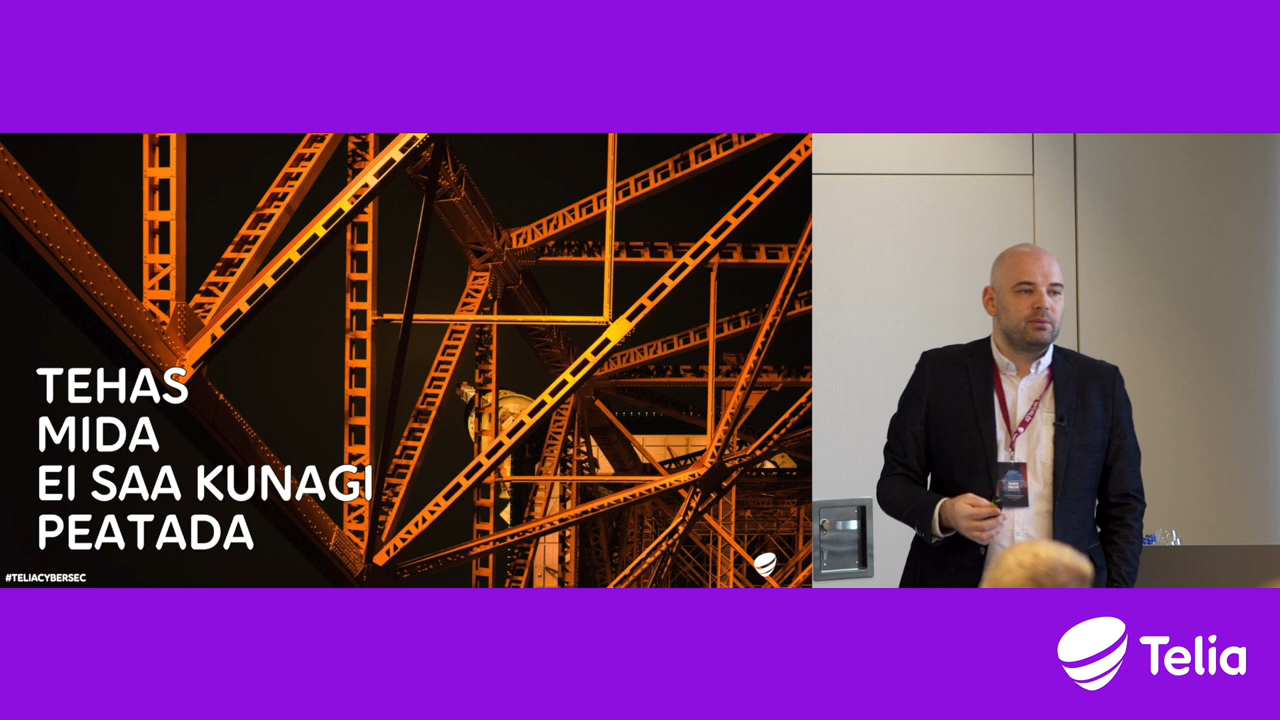 TEHAS
MIDA
EI SAA KUNAGI
PEATADA
#TELIACYBERSEC
Telia